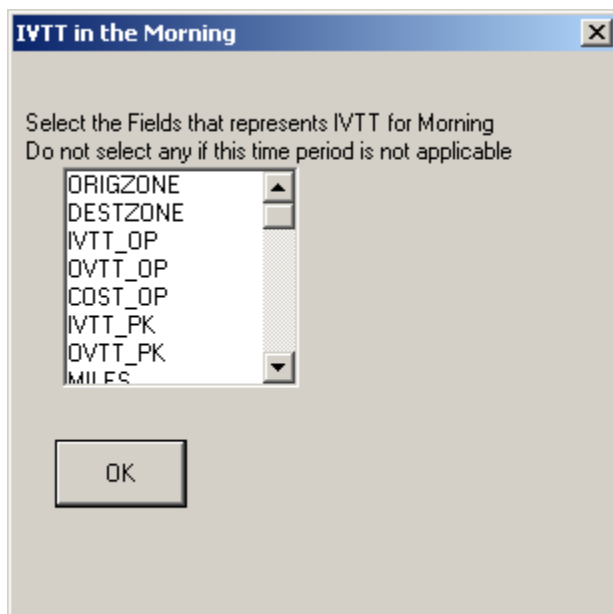 IVTT in the Morning
Select the Fields that represents IVTT for Morning
Do not select any if this time period is not applicable
ORIGZONE
DESTZONE
IVTT_OP
OVTT_OP
COST_OP
IVTT_PK
OVTT_PK
MILES
OK